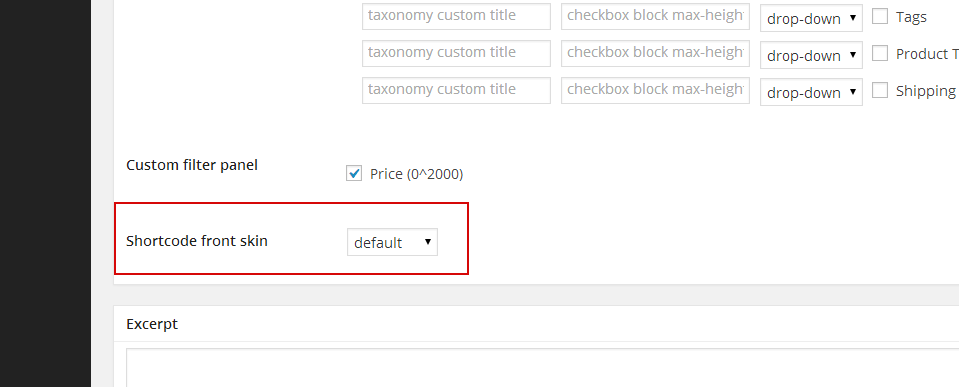 taxonomy custom title checkbox block max-heigh drop-down Tags
taxonomy custom title checkbox block max-heigh drop-down Product T
taxonomy custom title checkbox block max-heigh drop-down Shipping
Custom filter panel Price (0^2000)
Shortcode front skin default
Excerpt